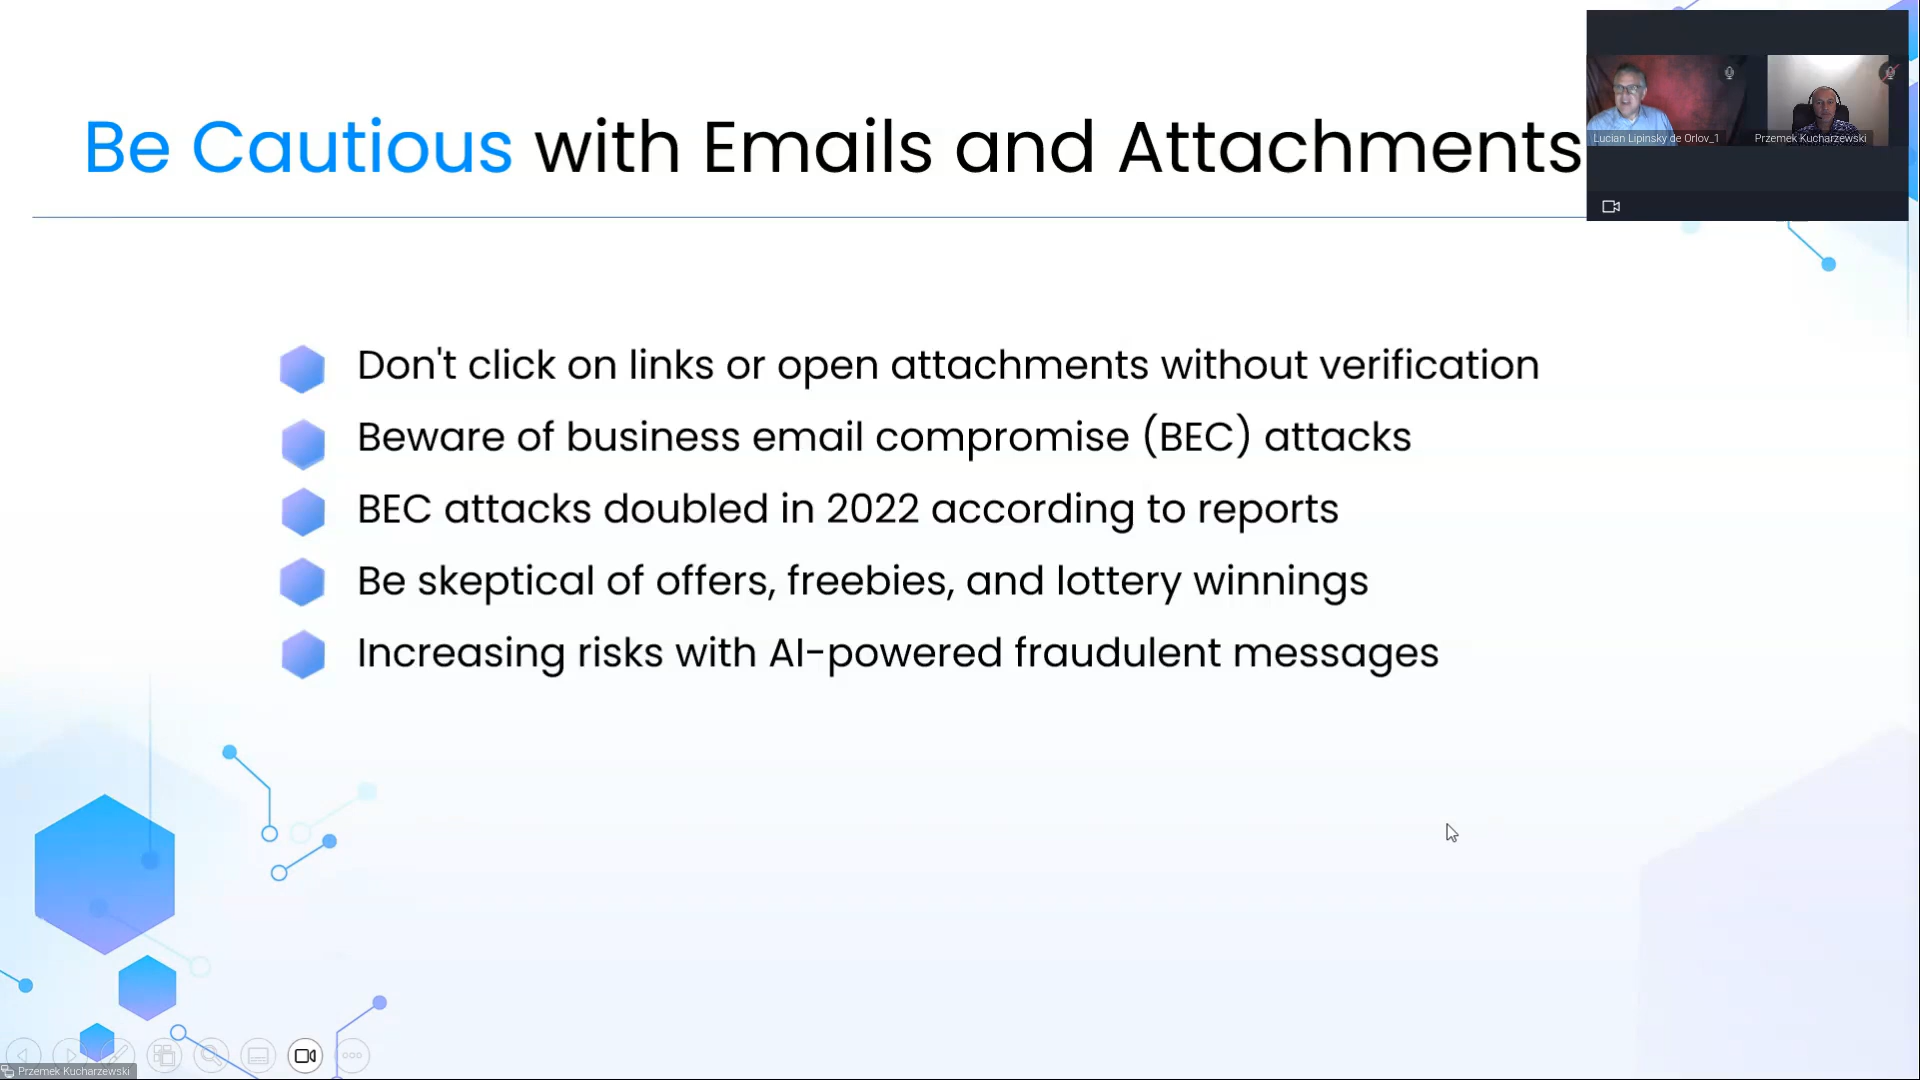 Be Cautious with Emails and Attachments
Lucian Lipinsky de Orlov_1
Przemek Kucharzewski
Don't click on links or open attachments without verification
Beware of business email compromise (BEC) attacks
BEC attacks doubled in 2022 according to reports
Be skeptical of offers, freebies, and lottery winnings
Increasing risks with AI-powered fraudulent messages
Przemek Kucharzewski